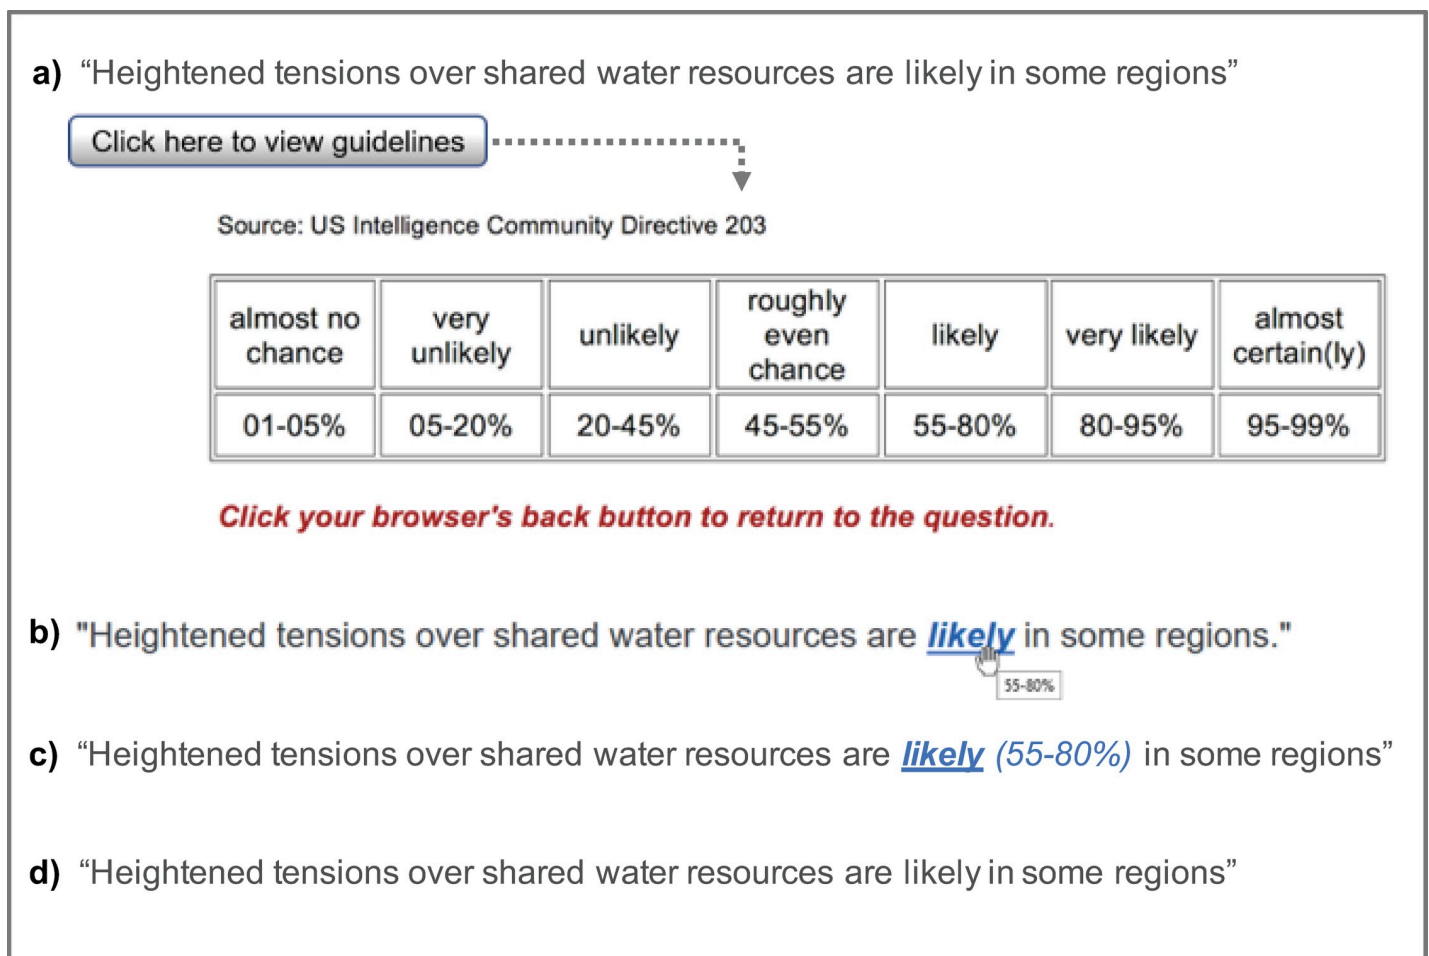 a) “Heightened tensions over shared water resources are likely in some regions”
Click here to view guidelines
Source: US Intelligence Community Directive 203
almost no chance very unlikely unlikely roughly even chance likely very likely almost certain(ly)
01-05% 05-20% 20-45% 45-55% 55-80% 80-95% 95-99%
Click your browser's back button to return to the question.
b) "Heightened tensions over shared water resources are likely in some regions."
55-80%
c) “Heightened tensions over shared water resources are likely (55-80%) in some regions”
d) “Heightened tensions over shared water resources are likely in some regions”